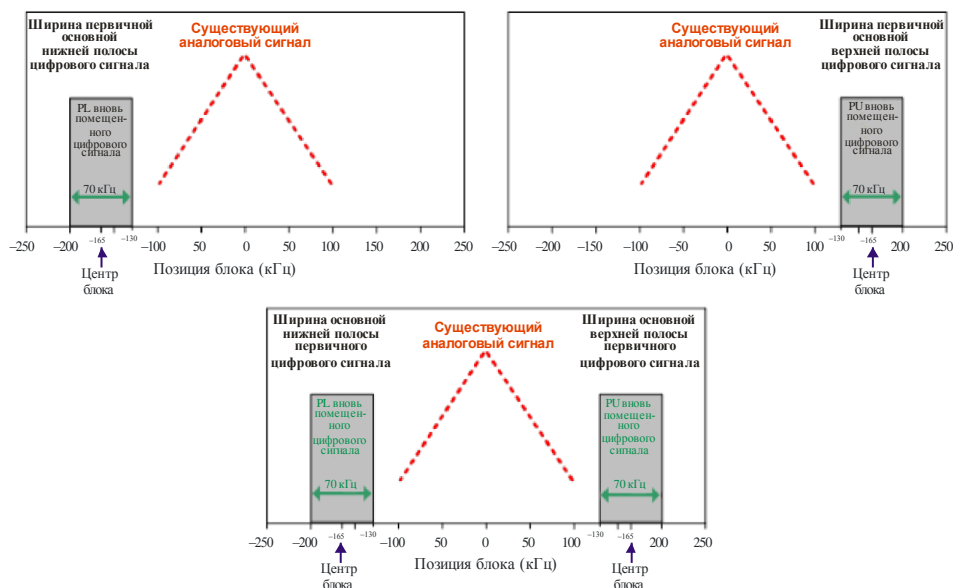 Ширина первичной
основной
нижней полосы
цифрового сигнала
Существующий
аналоговый сигнал
PL вновь
помещен-
ного
цифрового
сигнала
70 кГц
–250
–200
–165
–130
–100
–50
0
50
100
150
200
250
Позиция блока (кГц)
Центр
блока
Существующий
аналоговый сигнал
Ширина первичной
основной
верхней полосы
цифрового сигнала
PU вновь
помещен-
ного
цифрового
сигнала
70 кГц
–250
–200
–150
–100
–50
0
50
100
–130
–165
200
250
Позиция блока (кГц)
Центр
блока
Ширина основной
нижней полосы
первичного
цифрового сигнала
Существующий
аналоговый сигнал
Ширина основной
верхней полосы
первичного
цифрового сигнала
PL вновь
помещен-
ного
цифрового
сигнала
70 кГц
PU вновь
помещен-
ного
цифрового
сигнала
70 кГц
–250
–200
–165
–130
–100
–50
0
50
100
–130
–165
200
250
Позиция блока (кГц)
Центр
блока
Центр
блока